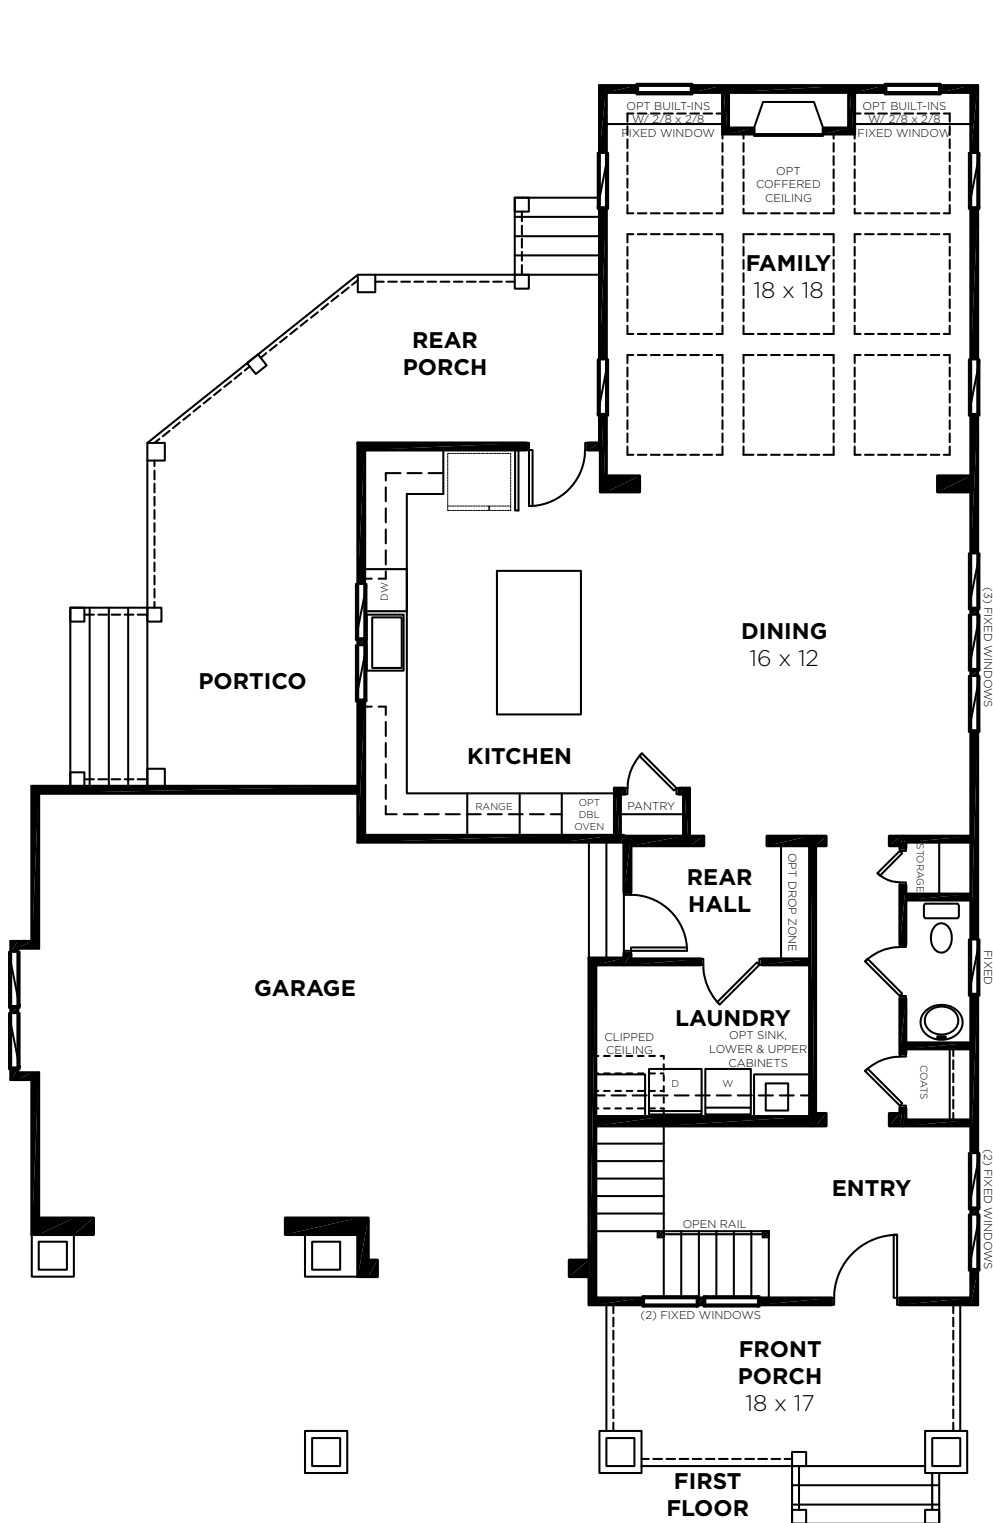 OPT BUILT-INS
W/ 2/8 x 2/8
FIXED WINDOW
OPT BUILT-INS
W/ 2/8 x 2/8
FIXED WINDOW
OPT
COFFERED
CEILING
FAMILY
18 x 18
REAR
PORCH
DW
(3) FIXED WINDOWS
DINING
16 x 12
PORTICO
KITCHEN
RANGE
OPT
DBL
OVEN
PANTRY
REAR
HALL
OPT DROP ZONE
STORAGE
GARAGE
FIXED
LAUNDRY
CLIPPED
CEILING
OPT SINK,
LOWER & UPPER
CABINETS
D
W
COATS
ENTRY
(2) FIXED WINDOWS
OPEN RAIL
(2) FIXED WINDOWS
FRONT
PORCH
18 x 17
FIRST
FLOOR